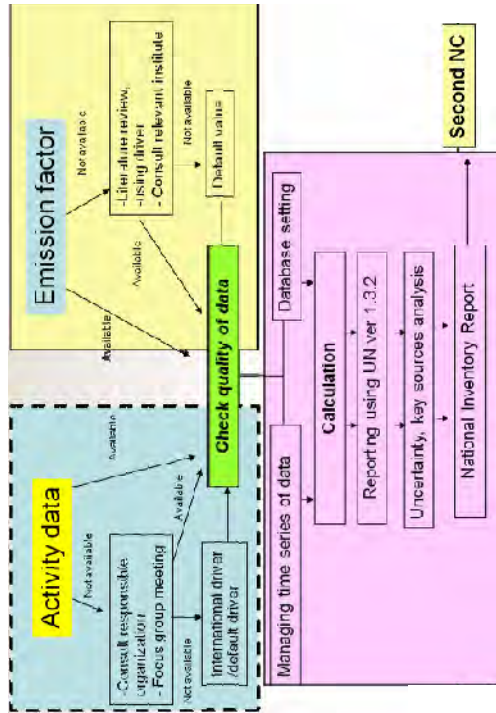 Activity data
Not available
Available
-Consult responsible
organization
- Focus group meeting
Available
Not available
International driver
/default driver
Emission factor
Not available
Available
-Literature review,
using driver
- Consult relevant institute
Available
Not available
Default value
Check quality of data
Managing time series of data
Database setting
Calculation
Reporting using UN ver 1.3.2
Uncertainty, key sources analysis
National Inventory Report
Second NC